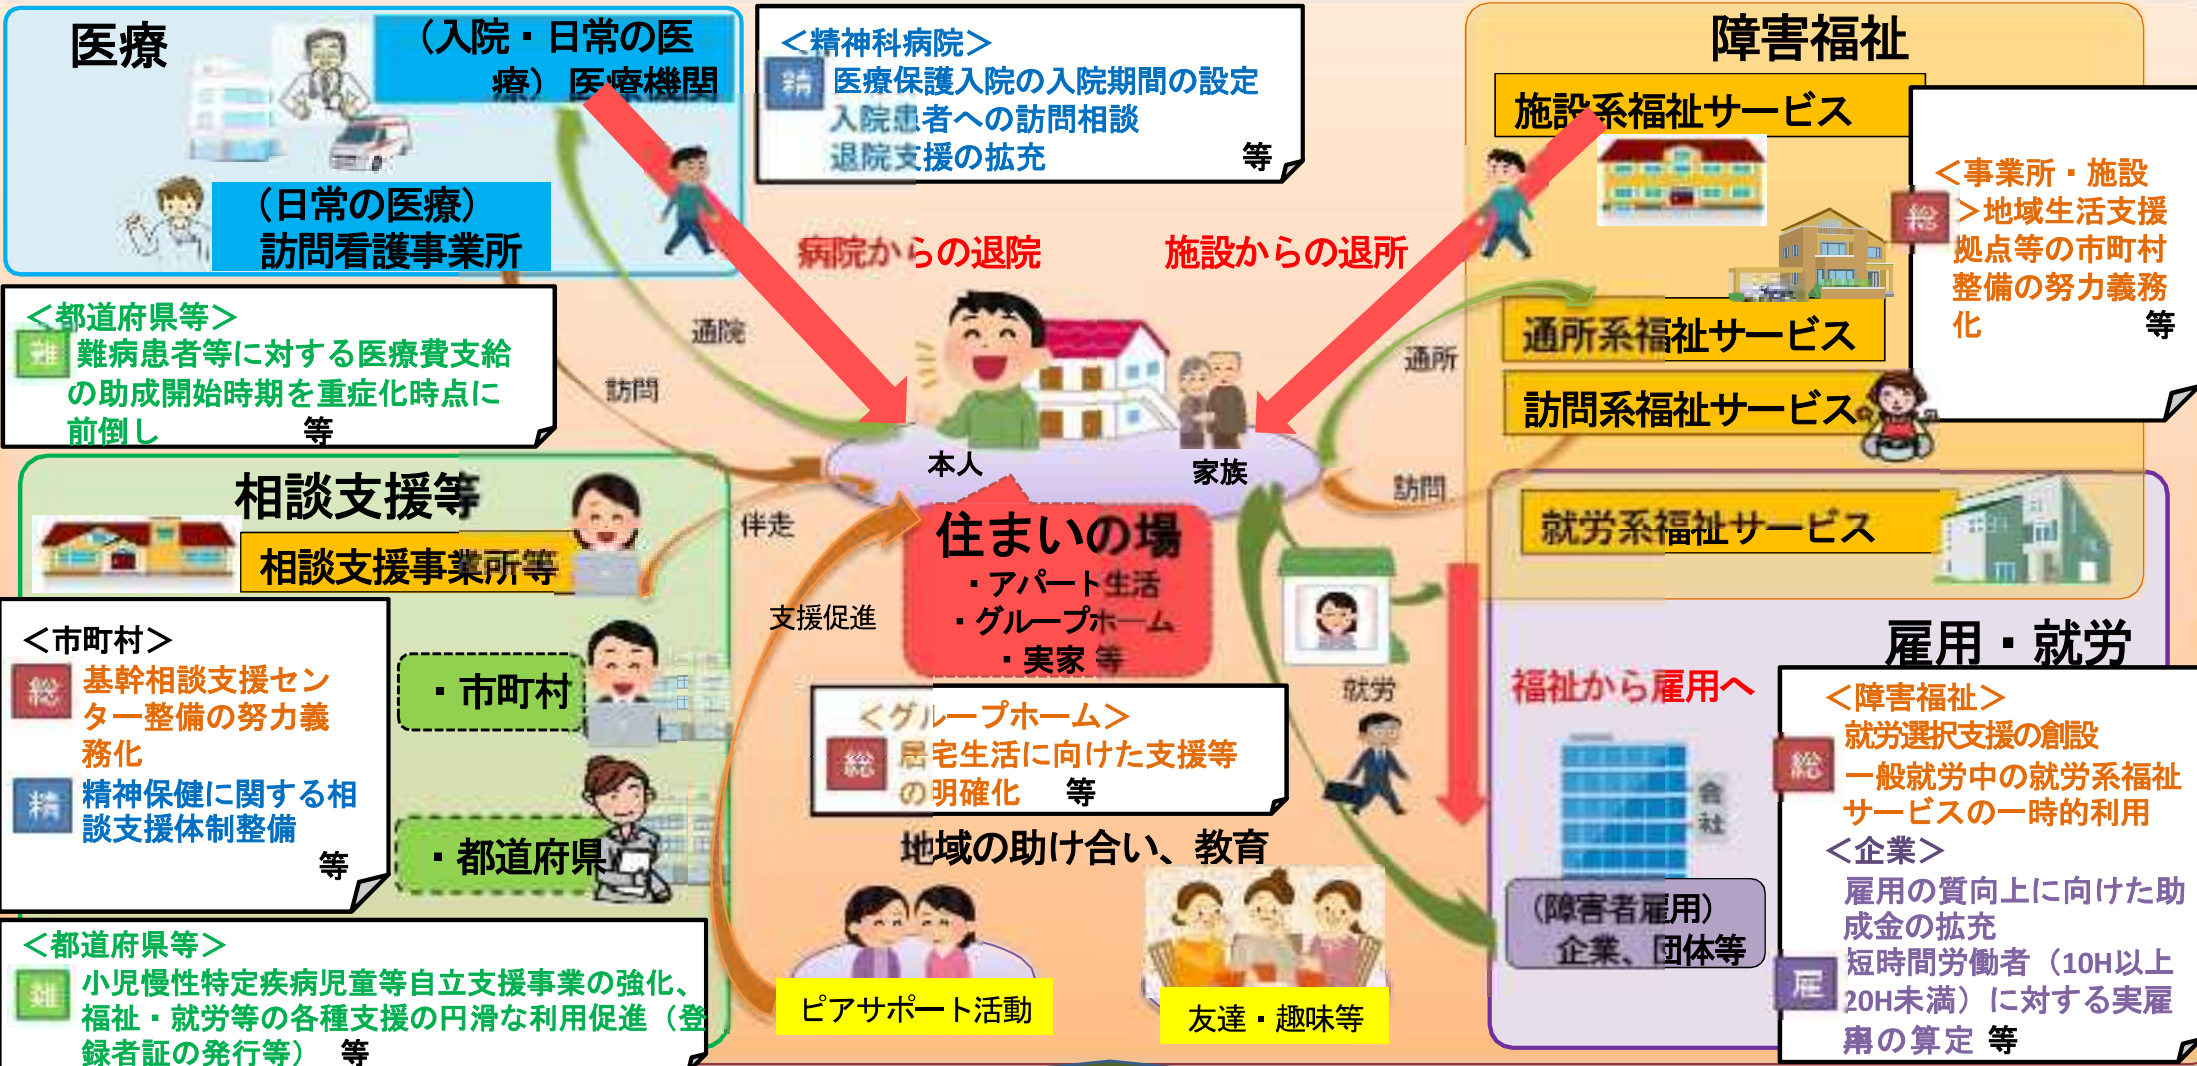 医療
（入院・日常の医
療）医療機関
（日常の医療）
訪問看護事業所
＜精神科病院＞
精
医療保護入院の入院期間の設定
入院患者への訪問相談
退院支援の拡充 等
障害福祉
施設系福祉サービス
＜事業所・施設
＞地域生活支援
総
拠点等の市町村
整備の努力義務
化 等
通所系福祉サービス
訪問系福祉サービス
就労系福祉サービス
病院からの退院
施設からの退所
通院
訪問
通所
訪問
＜都道府県等＞
難
難病患者等に対する医療費支給
の助成開始時期を重症化時点に
前倒し 等
本人
家族
相談支援等
相談支援事業所等
伴走
支援促進
住まいの場
・アパート生活
・グループホーム
・実家 等
＜市町村＞
総
基幹相談支援セン
ター整備の努力義
務化
精
精神保健に関する相
談支援体制整備
等
・市町村
・都道府県
＜グループホーム＞
総
居宅生活に向けた支援等
の明確化 等
就労
雇用・就労
福祉から雇用へ
会
社
（障害者雇用）
企業、団体等
＜障害福祉＞
就労選択支援の創設
総
一般就労中の就労系福祉
サービスの一時的利用
＜企業＞
雇用の質向上に向けた助
成金の拡充
雇
短時間労働者（10H以上
20H未満）に対する実雇
の算定 等
地域の助け合い、教育
ピアサポート活動
友達・趣味等
＜都道府県等＞
難
小児慢性特定疾病児童等自立支援事業の強化、
福祉・就労等の各種支援の円滑な利用促進（登
録者証の発行等） 等